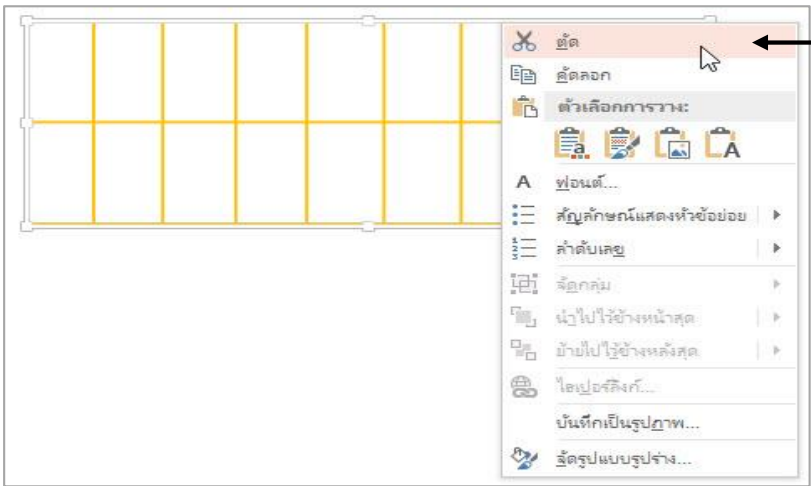 ตัด
คัดลอก
ตัวเลือกการวาง:
ฟอนต์...
สัญลักษณ์แสดงหัวข้อย่อย
ลำดับเลข
จัดกลุ่ม
นำไปไว้ข้างหน้าสุด
ย้ายไปไว้ข้างหลังสุด
ไฮเปอร์ลิงก์...
บันทึกเป็นรูปภาพ...
จัดรูปแบบรูปร่าง...